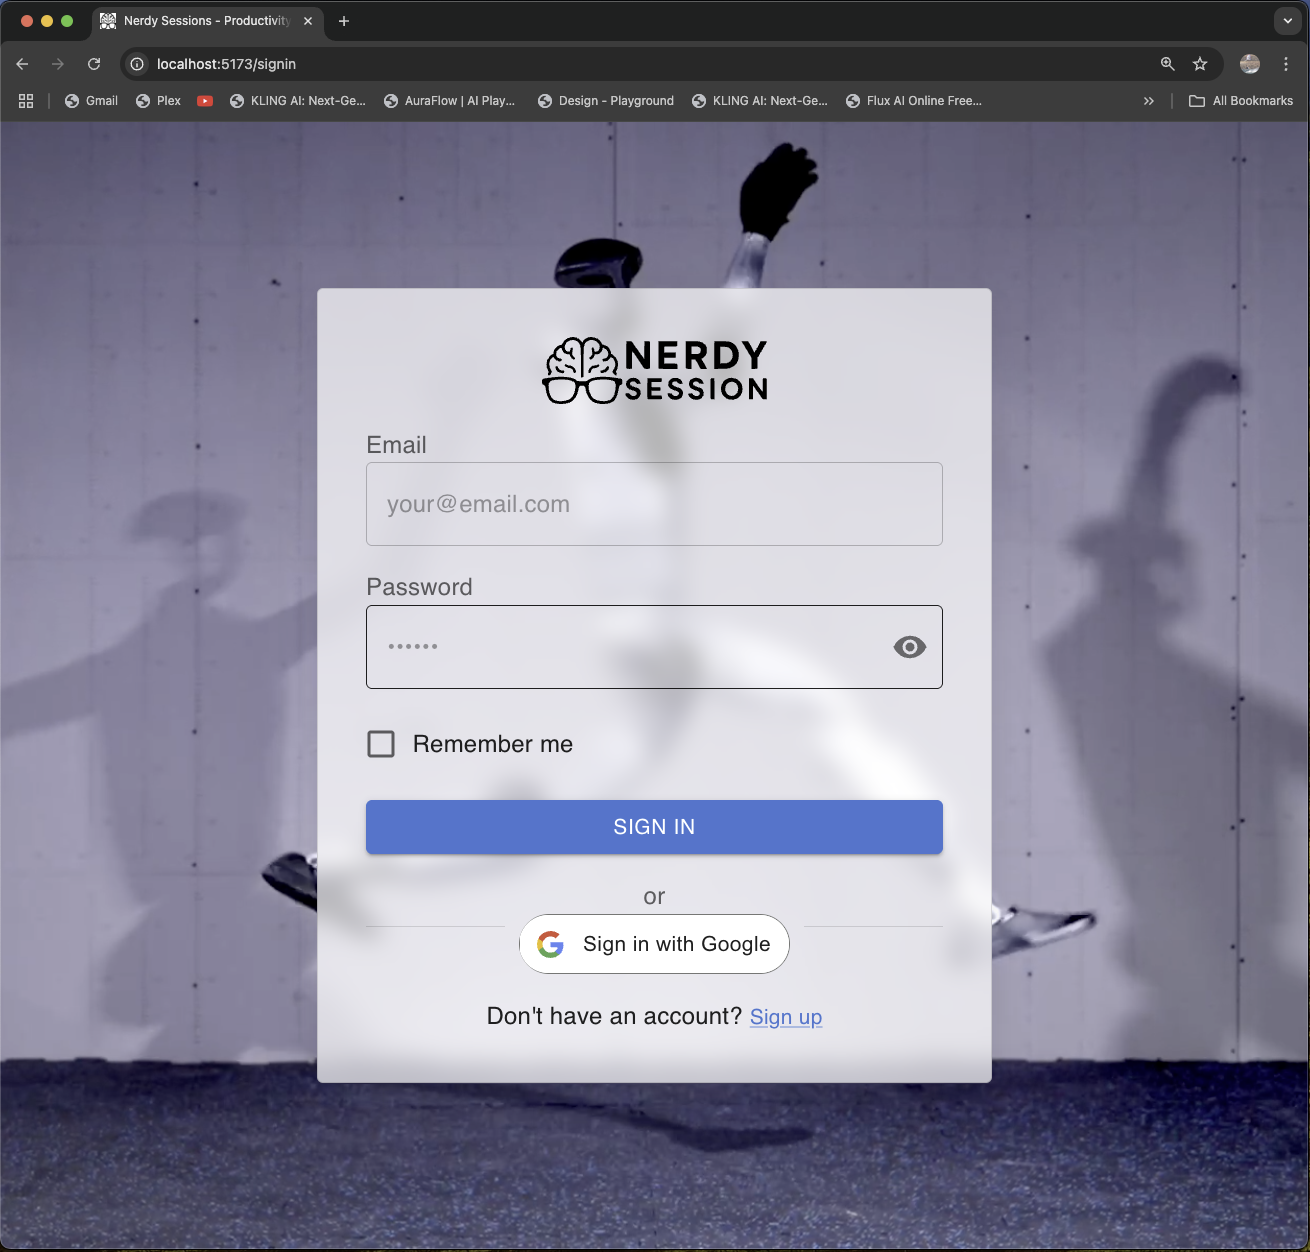 Nerdy Sessions - Productivity
localhost:5173/signin
Gmail
Plex
KLING AI: Next-Ge...
AuraFlow | AI Play...
Design - Playground
KLING AI: Next-Ge...
Flux AI Online Free...
All Bookmarks
NERDY
SESSION
Email
your@email.com
Password
••••••
Remember me
SIGN IN
or
Sign in with Google
Don't have an account? Sign up